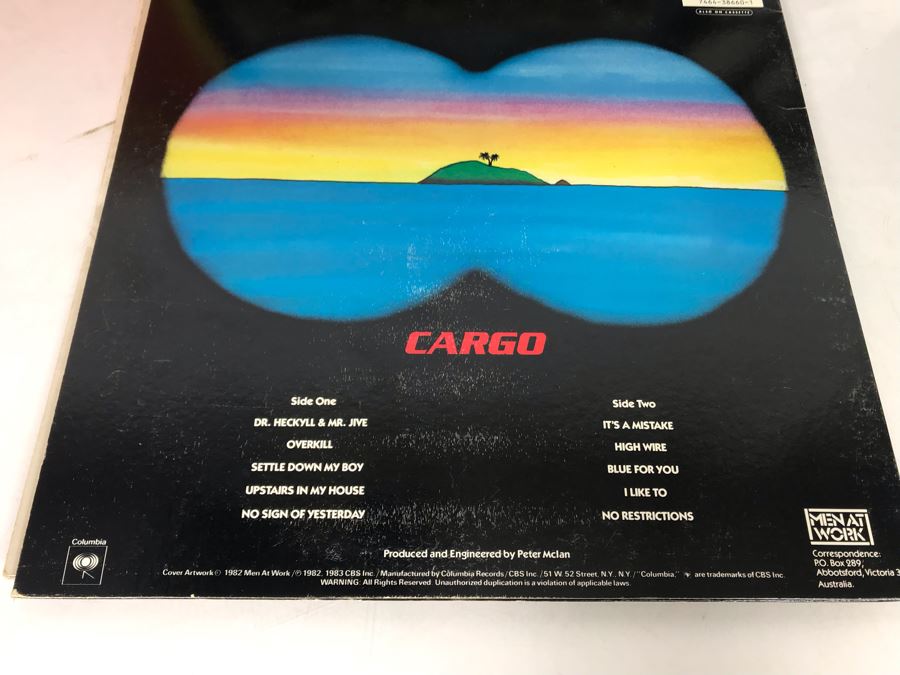 7464-38660-1
ALSO ON CASSETTE
CARGO
Side One
DR. HECKYLL & MR. JIVE
OVERKILL
SETTLE DOWN MY BOY
UPSTAIRS IN MY HOUSE
NO SIGN OF YESTERDAY
Side Two
IT'S A MISTAKE
HIGH WIRE
BLUE FOR YOU
I LIKE TO
NO RESTRICTIONS
Columbia
MEN AT
WORK
Produced and Engineered by Peter McIan
Correspondence:
P.O. Box 289,
Abbotsford, Victoria 3
Australia.
Cover Artwork © 1982 Men At Work / ℗ 1982, 1983 CBS Inc. / Manufactured by Columbia Records / CBS Inc. / 51 W. 52 Street, N.Y., N.Y. / "Columbia," are trademarks of CBS Inc.
WARNING: All Rights Reserved. Unauthorized duplication is a violation of applicable laws.